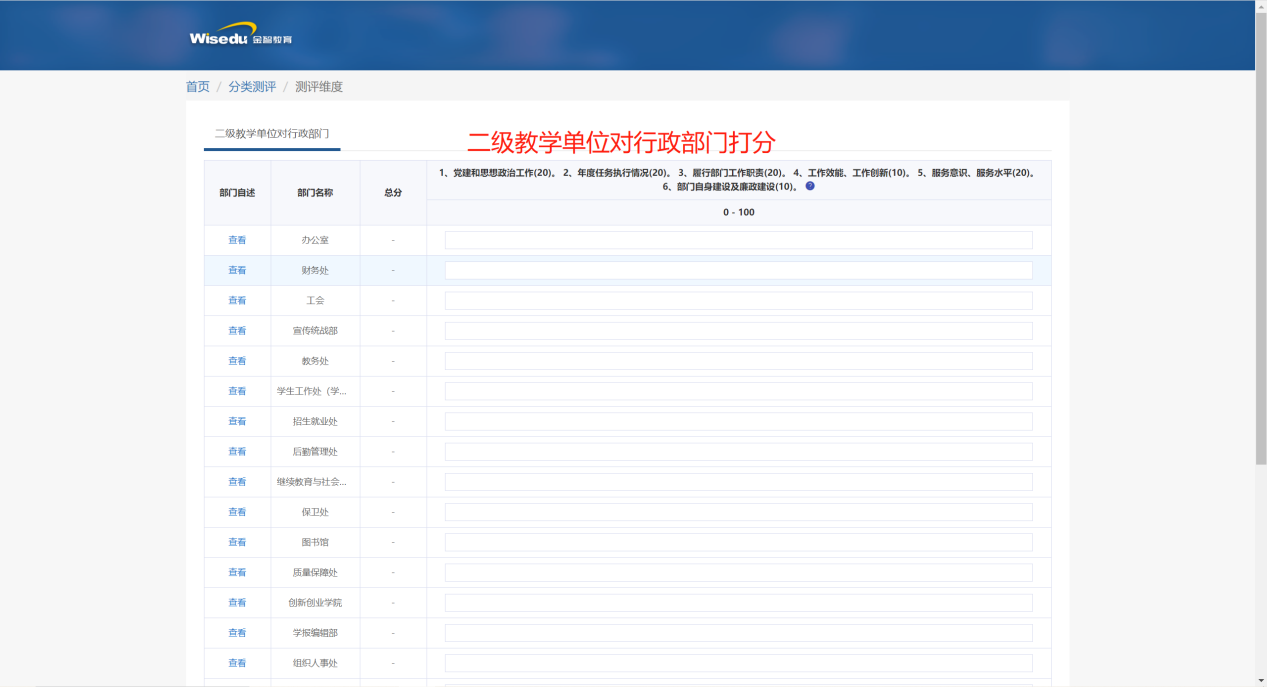 Wisedu 金智教育
首页 / 分类测评 / 测评维度
二级教学单位对行政部门
二级教学单位对行政部门打分
部门自述 部门名称 总分 1、党建和思想政治工作(20)。 2、年度任务执行情况(20)。 3、履行部门工作职责(20)。 4、工作效能、工作创新(10)。 5、服务意识、服务水平(20)。
6、部门自身建设及廉政建设(10)。 ?
0 - 100
查看 办公室 -
查看 财务处 -
查看 工会 -
查看 宣传统战部 -
查看 教务处 -
查看 学生工作处（学... -
查看 招生就业处 -
查看 后勤管理处 -
查看 继续教育与社会... -
查看 保卫处 -
查看 图书馆 -
查看 质量保障处 -
查看 创新创业学院 -
查看 学报编辑部 -
查看 组织人事处 -